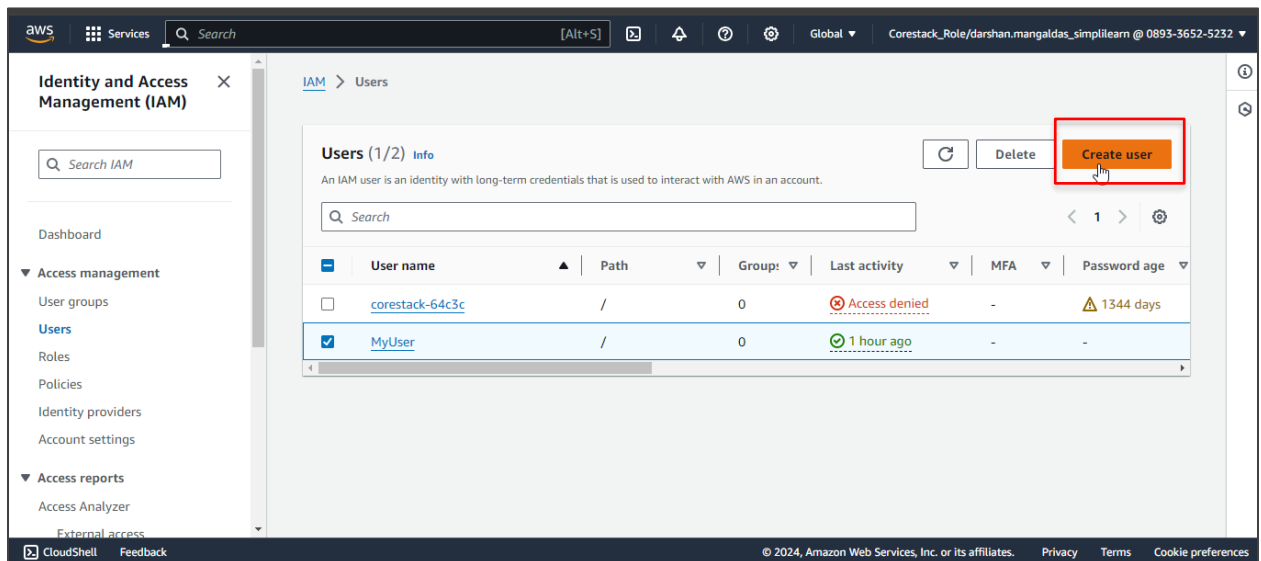 aws Services Search [Alt+S] Global ▼ Corestack_Role/darshan.mangaldas_simplilearn @ 0893-3652-5232 ▼
Identity and Access
Management (IAM)
Search IAM
Dashboard
Access management
User groups
Users
Roles
Policies
Identity providers
Account settings
Access reports
Access Analyzer
External access
IAM > Users
Users (1/2) Info
Delete
Create user
An IAM user is an identity with long-term credentials that is used to interact with AWS in an account.
Search
< 1 >
User name Path Group: Last activity MFA Password age
corestack-64c3c / 0 Access denied - 1344 days
MyUser / 0 1 hour ago - -
CloudShell Feedback © 2024, Amazon Web Services, Inc. or its affiliates. Privacy Terms Cookie preferences